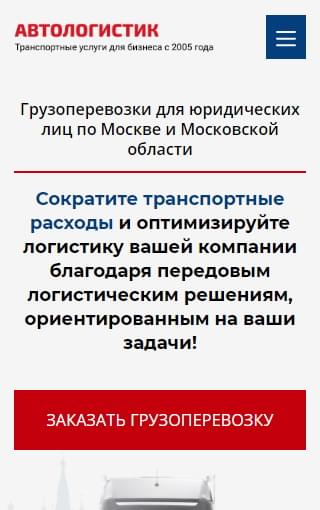 АВТОЛОГИСТИК
Транспортные услуги для бизнеса с 2005 года
Грузоперевозки для юридических
лиц по Москве и Московской
области
Сократите транспортные
расходы и оптимизируйте
логистику вашей компании
благодаря передовым
логистическим решениям,
ориентированным на ваши
задачи!
ЗАКАЗАТЬ ГРУЗОПЕРЕВОЗКУ